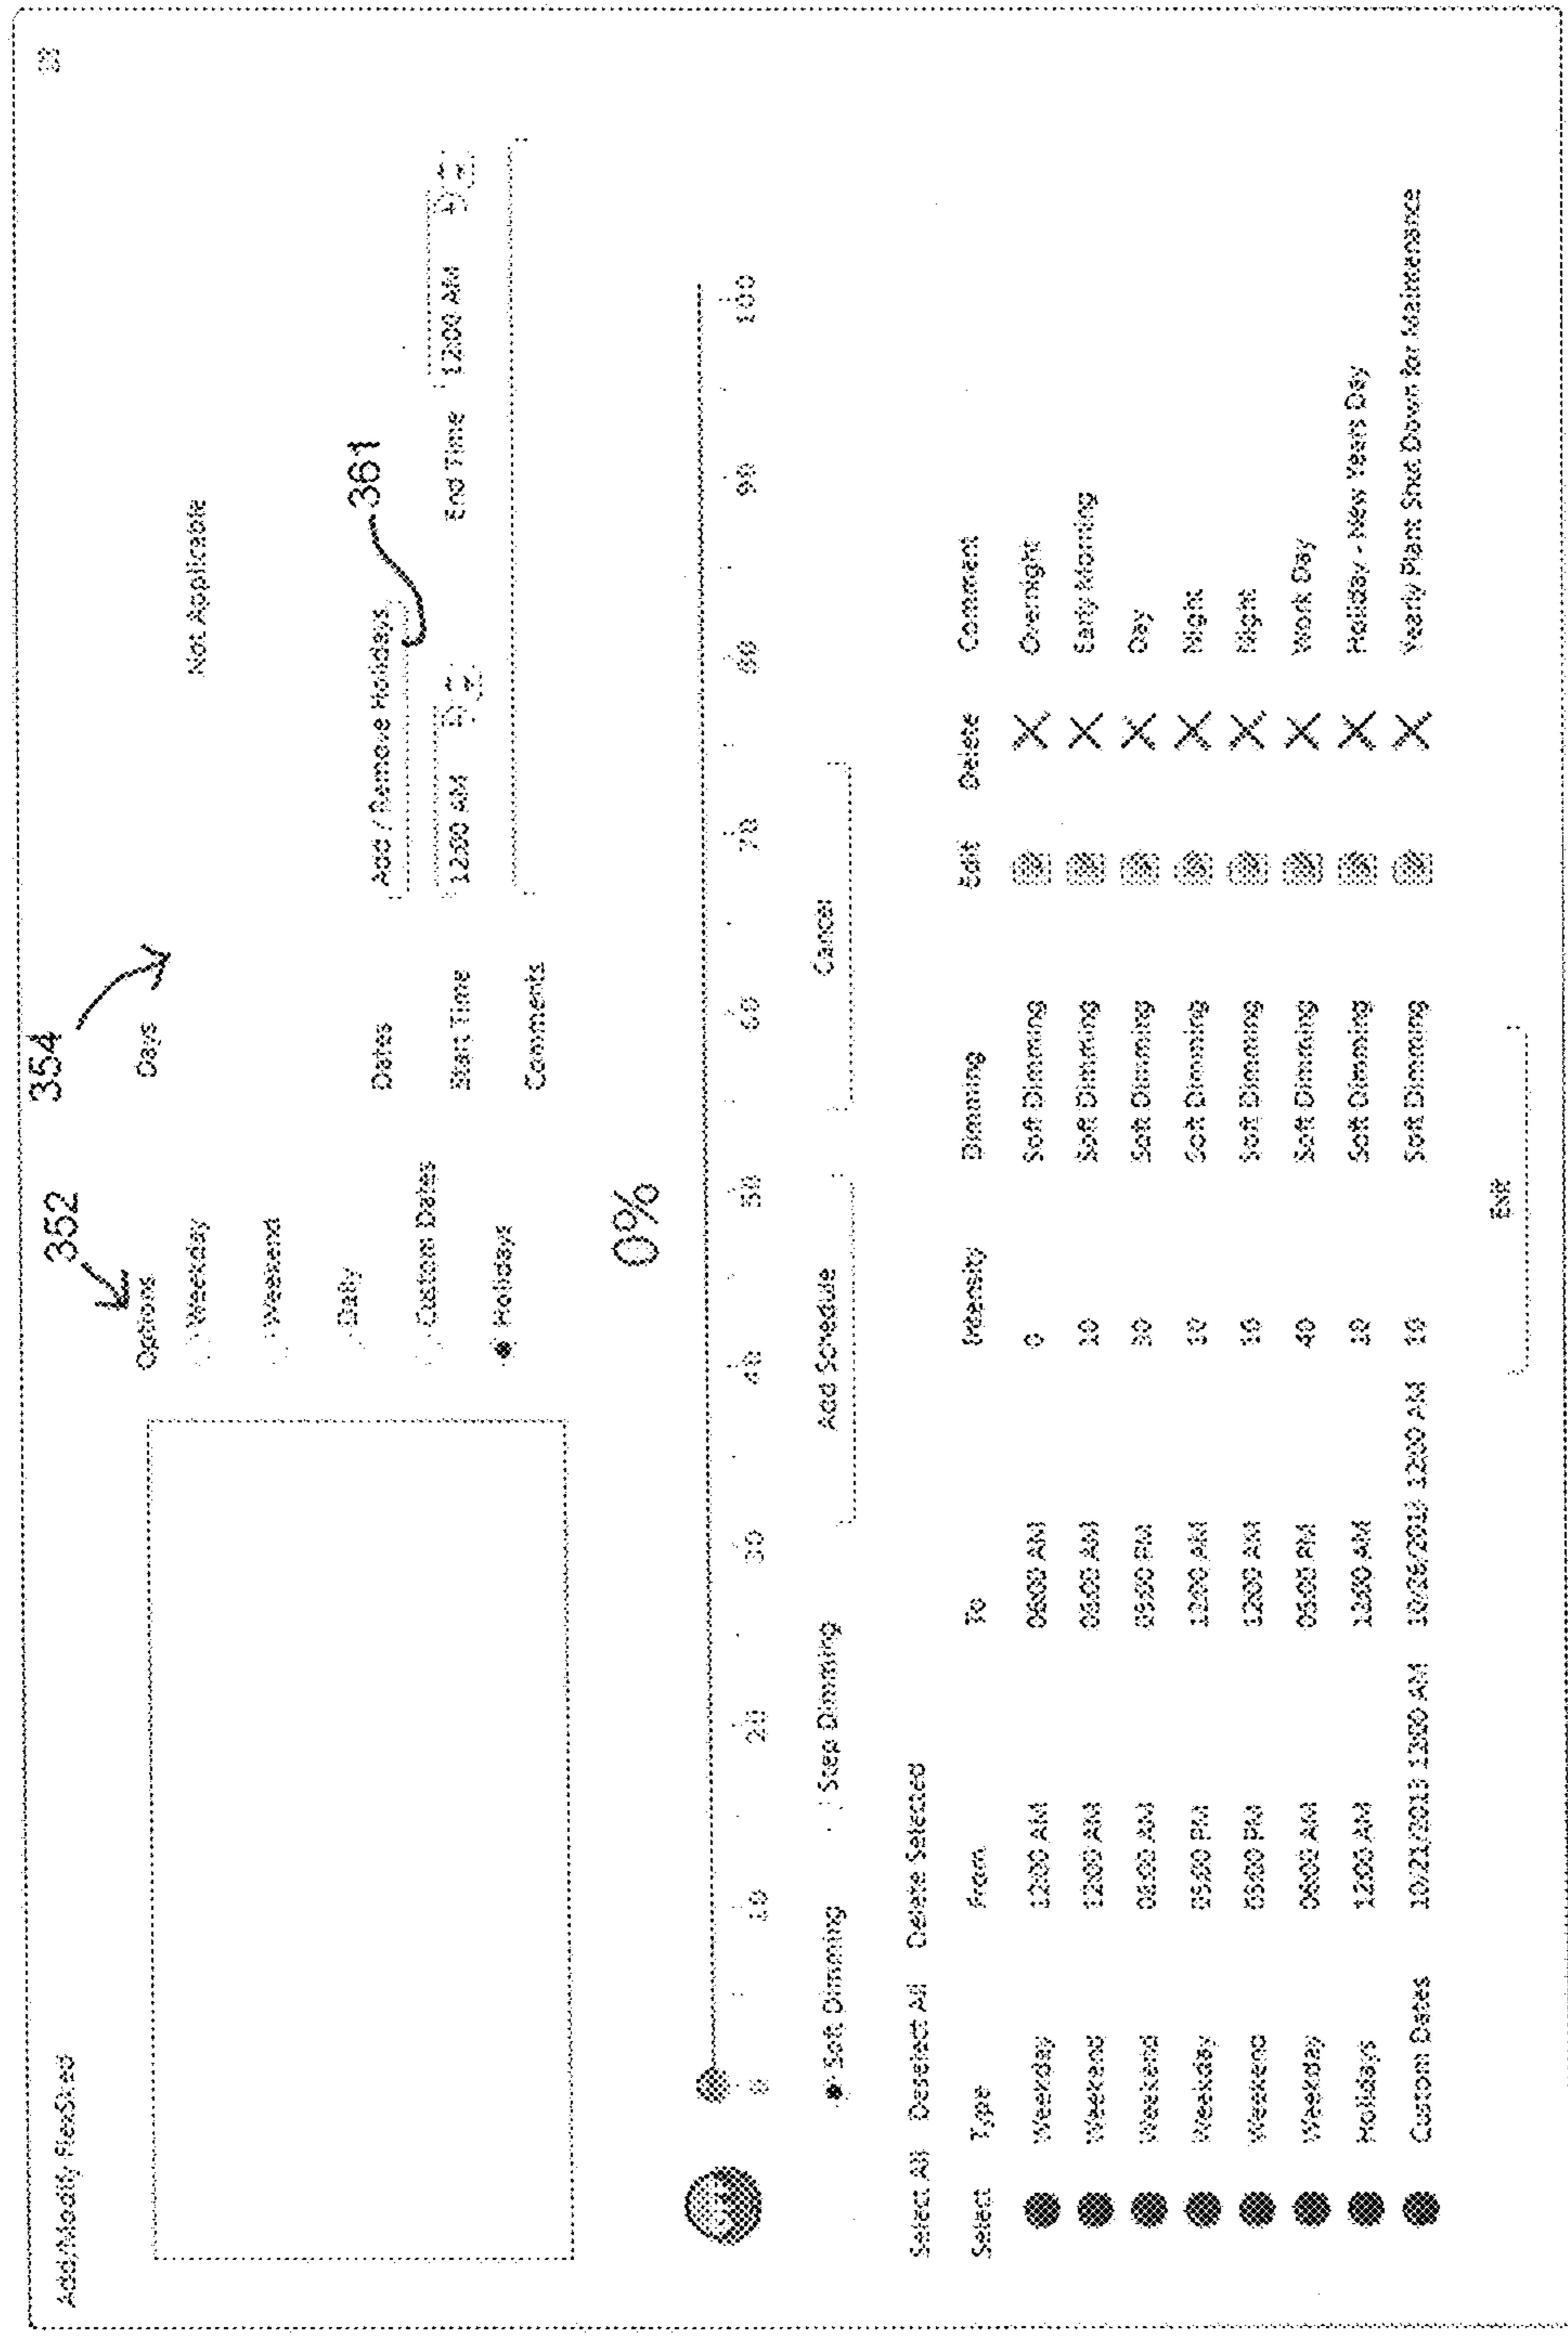 Add/Modify FlexSked
352
354
Options
Weekday
Weekend
Daily
Custom Dates
Holidays
Days
Not Applicable
Dates
Add / Remove Holidays
361
Start Time
12:00 AM
End Time
12:00 AM
Comments
0%
0 10 20 30 40 50 60 70 80 90 100
Soft Dimming
Step Dimming
Add Schedule
Cancel
Select All Deselect All Delete Selected
Select Type From To Intensity Dimming Edit Delete Comment
Weekday 12:00 AM 06:00 AM 0 Soft Dimming Overnight
Weekend 12:00 AM 06:00 AM 10 Soft Dimming Early Morning
Weekend 06:00 AM 05:00 PM Soft Dimming Day
Weekday 05:00 PM 12:00 AM 10 Soft Dimming Night
Weekend 05:00 PM 12:00 AM 10 Soft Dimming Night
Weekday 06:00 AM 05:00 PM 40 Soft Dimming Work Day
Holidays 12:00 AM 12:00 AM 10 Soft Dimming Holiday - New Years Day
Custom Dates 10/21/2013 12:00 AM 10/26/2013 12:00 AM 10 Soft Dimming Yearly Plant Shut Down for Maintenance
Exit